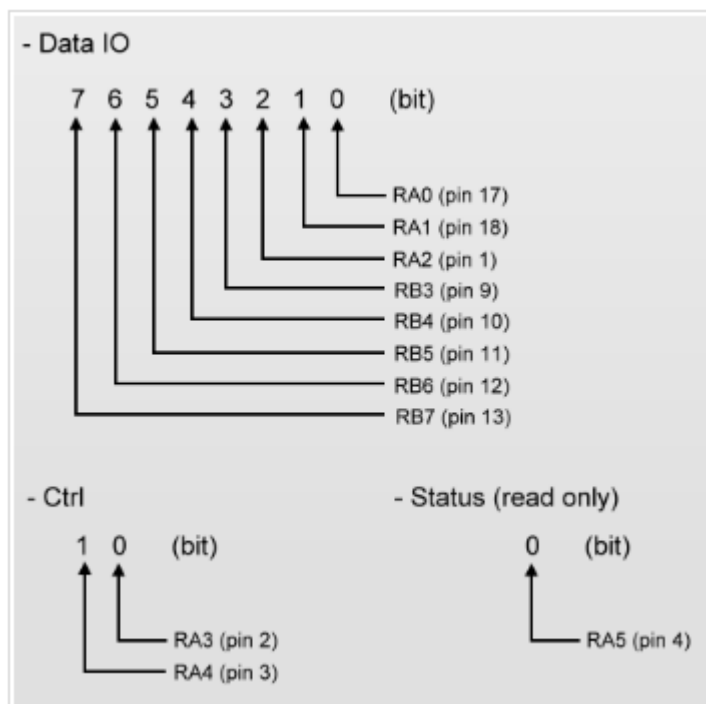 - Data IO
7 6 5 4 3 2 1 0 (bit)
RA0 (pin 17)
RA1 (pin 18)
RA2 (pin 1)
RB3 (pin 9)
RB4 (pin 10)
RB5 (pin 11)
RB6 (pin 12)
RB7 (pin 13)
- Ctrl
1 0 (bit)
RA3 (pin 2)
RA4 (pin 3)
- Status (read only)
0 (bit)
RA5 (pin 4)